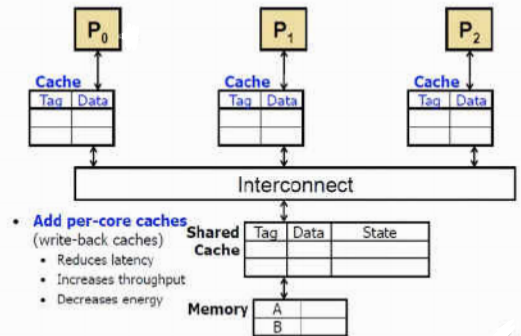 P0 P1 P2
Cache Cache Cache
Tag Data Tag Data Tag Data
Interconnect
• Add per-core caches
(write-back caches)
• Reduces latency
• Increases throughput
• Decreases energy
Shared Cache
Tag Data State
Memory
A
B